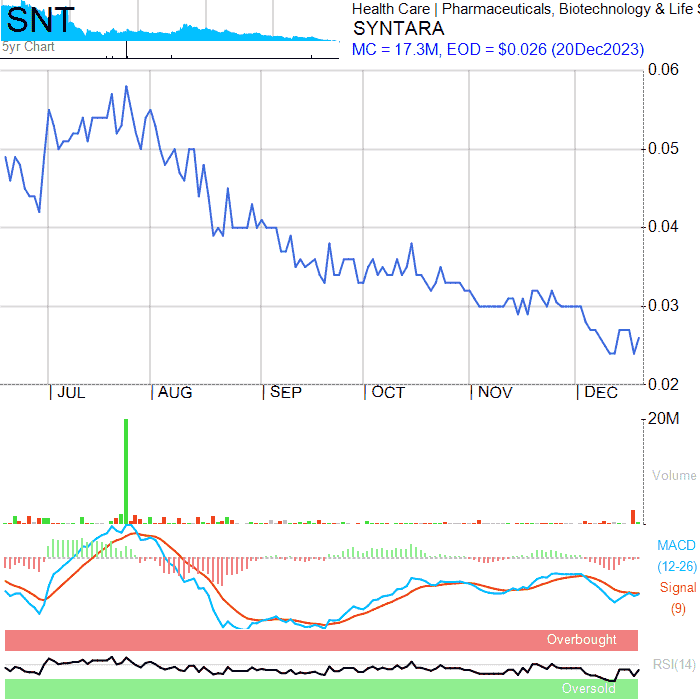 SNT
5yr Chart
Health Care | Pharmaceuticals, Biotechnology & Life S
SYNTARA
MC = 17.3M, EOD = $0.026 (20Dec2023)
0.06
0.05
0.04
0.03
0.02
| JUL | AUG | SEP | OCT | NOV | DEC
20M
Volume
MACD
(12-26)
Signal
(9)
Overbought
RSI(14)
Oversold